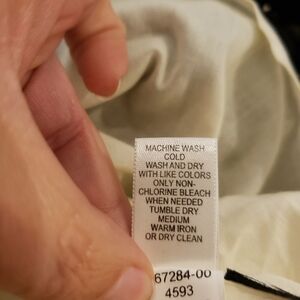 MACHINE WASH
COLD
WASH AND DRY
WITH LIKE COLORS
ONLY NON-
CHLORINE BLEACH
WHEN NEEDED
TUMBLE DRY
MEDIUM
WARM IRON
OR DRY CLEAN
67284-00
4593